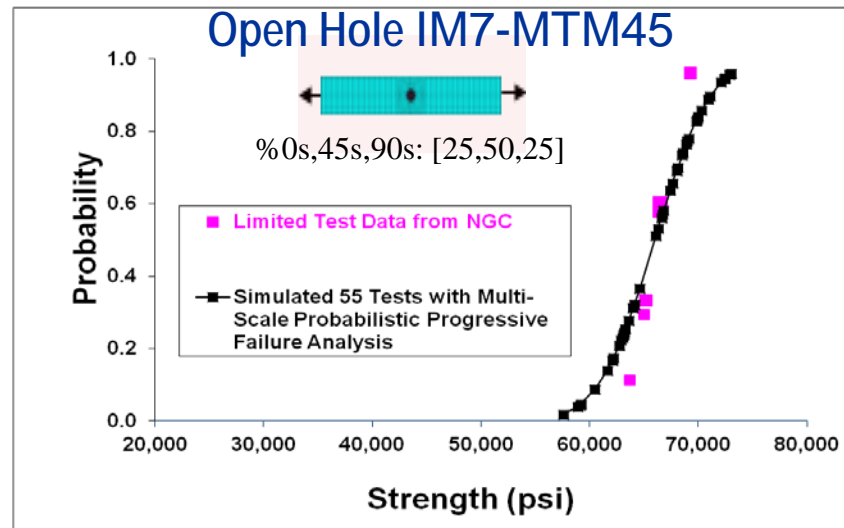 Open Hole IM7-MTM45
%0s,45s,90s: [25,50,25]
Limited Test Data from NGC
Simulated 55 Tests with Multi-
Scale Probabilistic Progressive
Failure Analysis
Probability
1.0
0.8
0.6
0.4
0.2
0.0
20,000 30,000 40,000 50,000 60,000 70,000 80,000
Strength (psi)